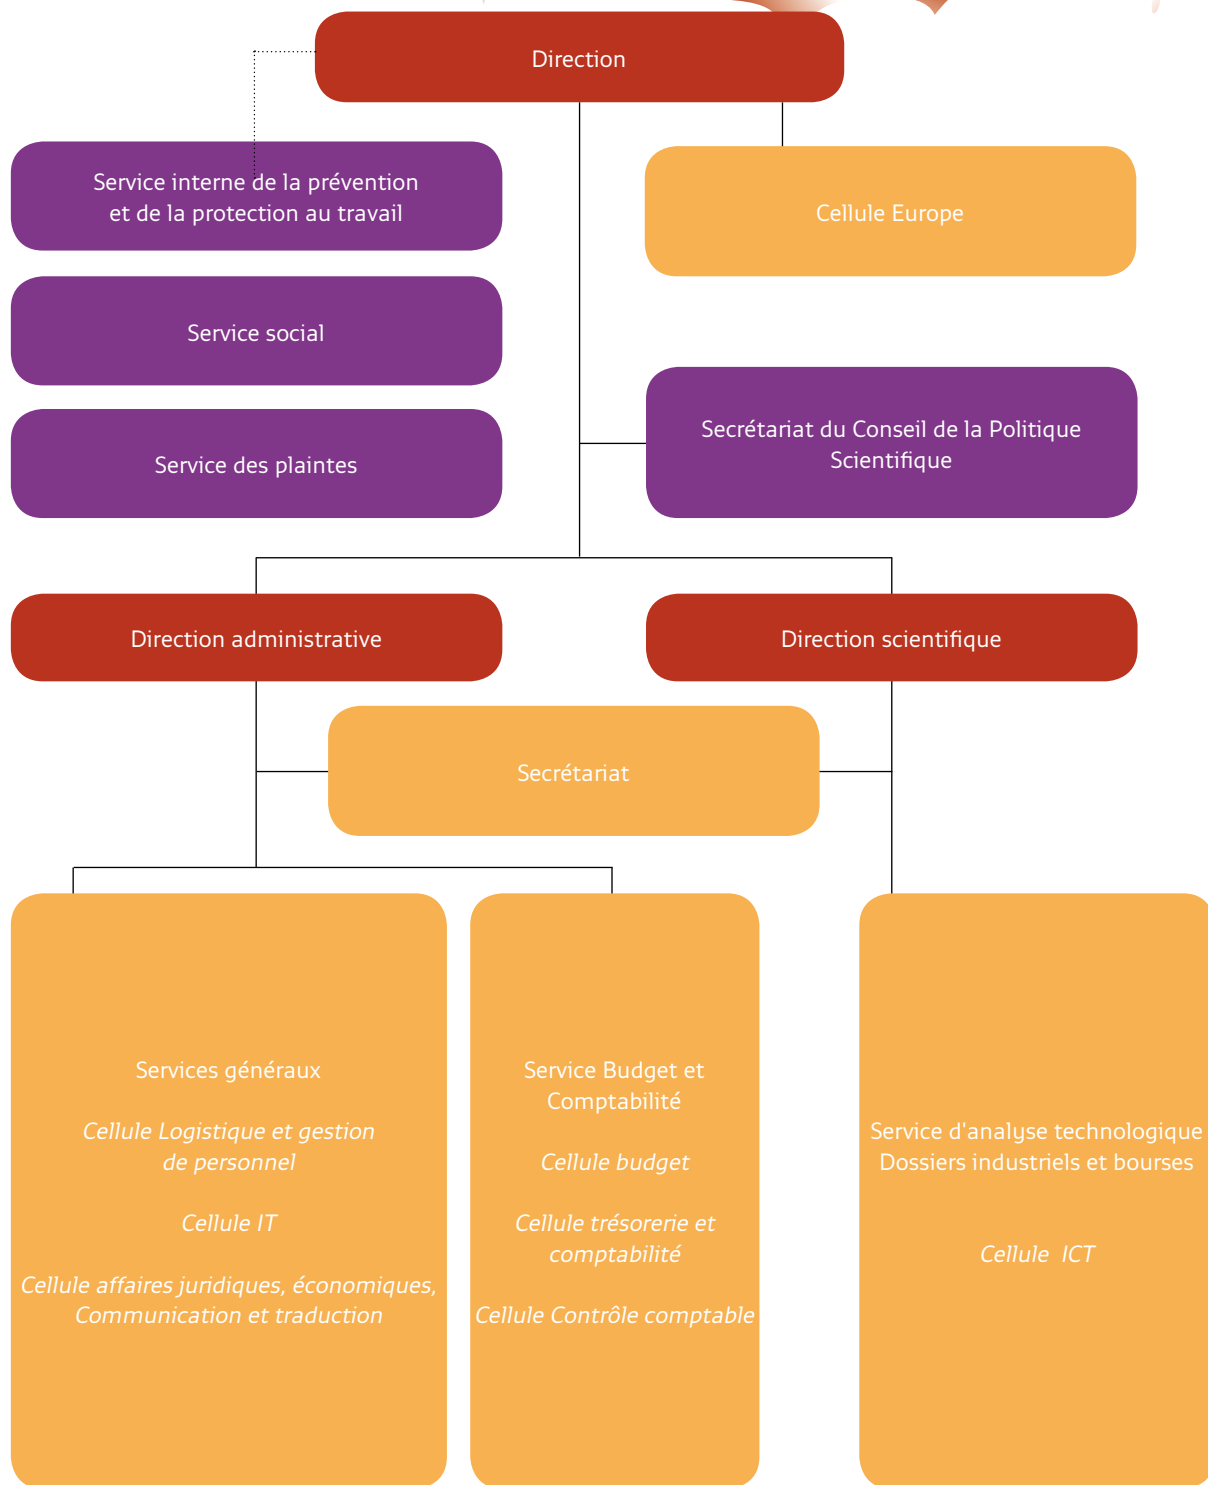 Direction
Service interne de la prévention
et de la protection au travail
Cellule Europe
Service social
Secrétariat du Conseil de la Politique
Scientifique
Service des plaintes
Direction administrative
Direction scientifique
Secrétariat
Services généraux
Cellule Logistique et gestion
de personnel
Cellule IT
Cellule affaires juridiques, économiques,
Communication et traduction
Service Budget et
Comptabilité
Cellule budget
Cellule trésorerie et
comptabilité
Cellule Contrôle comptable
Service d'analyse technologique
Dossiers industriels et bourses
Cellule ICT